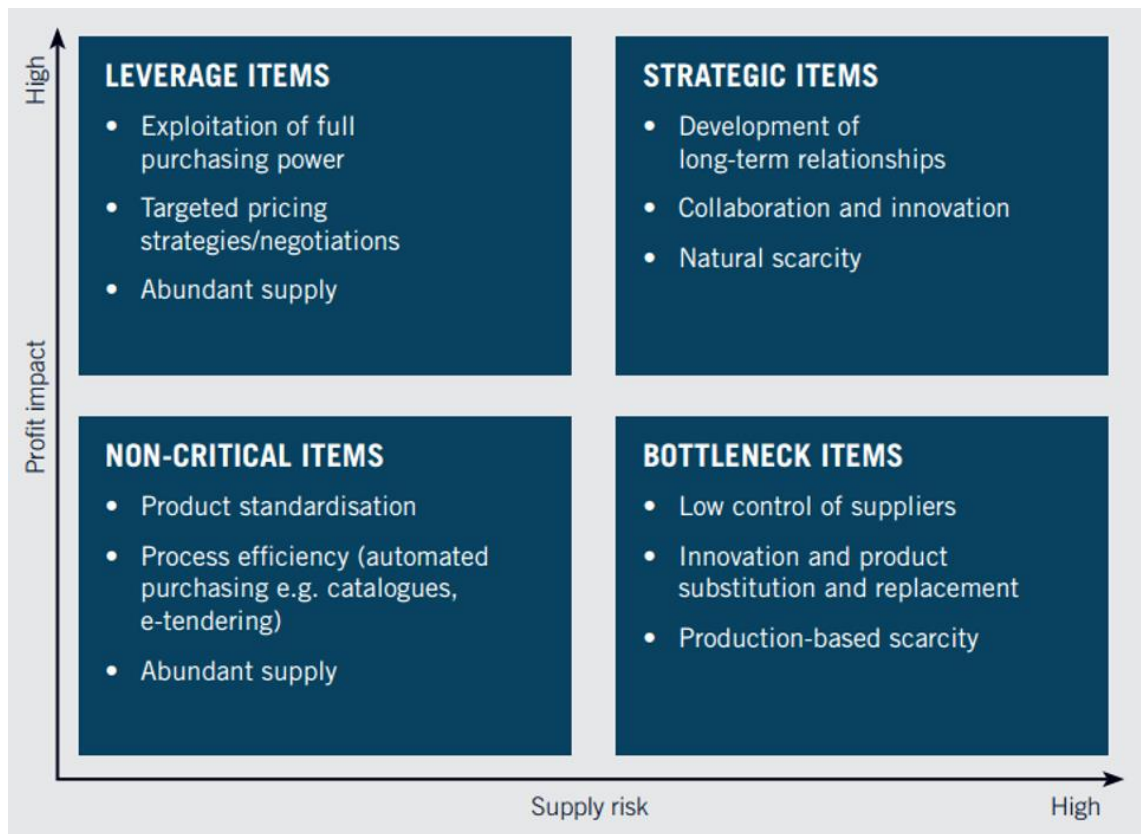 High
Profit impact
LEVERAGE ITEMS
• Exploitation of full
purchasing power
• Targeted pricing
strategies/negotiations
• Abundant supply
STRATEGIC ITEMS
• Development of
long-term relationships
• Collaboration and innovation
• Natural scarcity
NON-CRITICAL ITEMS
• Product standardisation
• Process efficiency (automated
purchasing e.g. catalogues,
e-tendering)
• Abundant supply
BOTTLENECK ITEMS
• Low control of suppliers
• Innovation and product
substitution and replacement
• Production-based scarcity
Supply risk
High